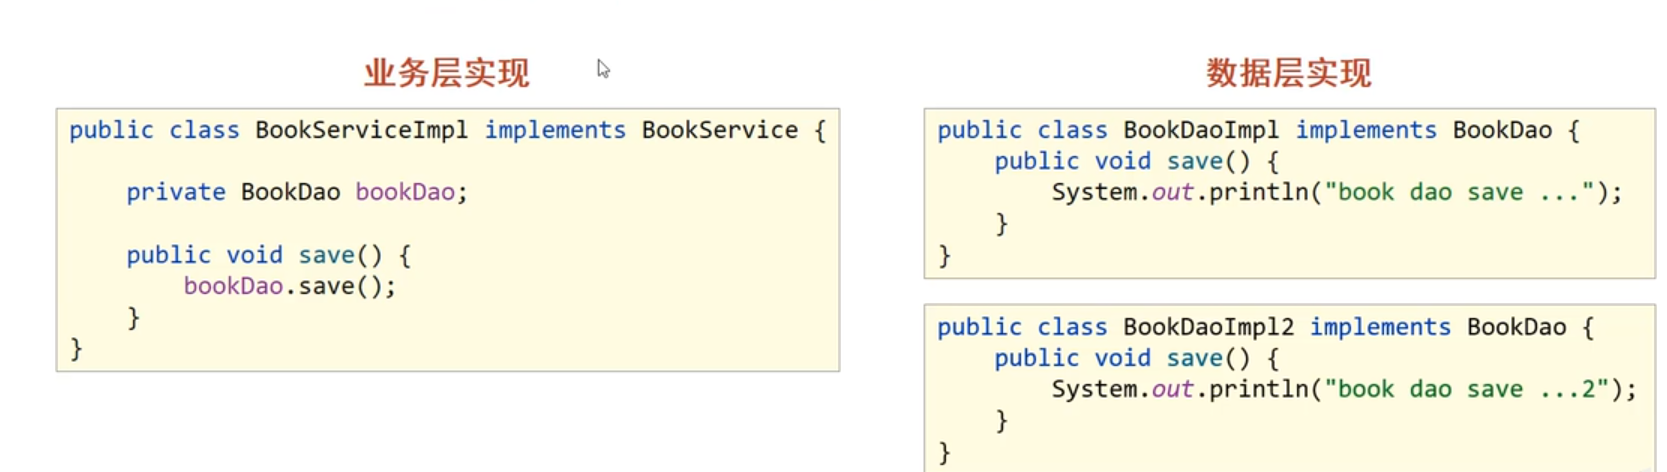 业务层实现
public class BookServiceImpl implements BookService {
    private BookDao bookDao;
    public void save() {
        bookDao.save();
    }
}
数据层实现
public class BookDaoImpl implements BookDao {
    public void save() {
        System.out.println("book dao save ...");
    }
}
public class BookDaoImpl2 implements BookDao {
    public void save() {
        System.out.println("book dao save ...2");
    }
}